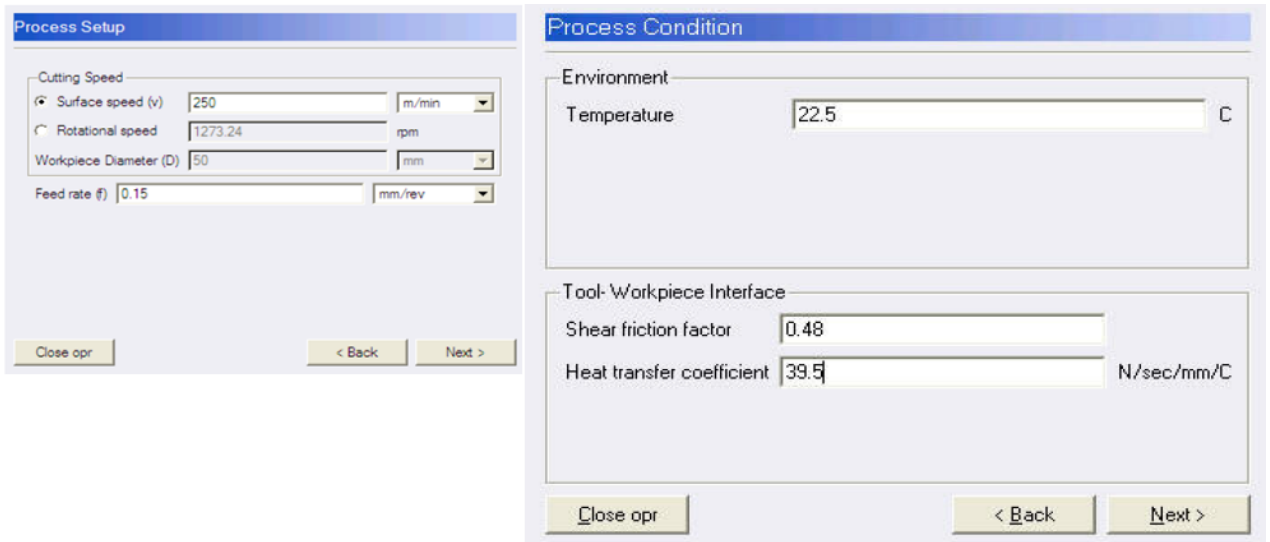 Process Setup
Cutting Speed
Surface speed (v) 250 m/min
Rotational speed 1273.24 rpm
Workpiece Diameter (D) 50 mm
Feed rate (f) 0.15 mm/rev
Close opr < Back Next >
Process Condition
Environment
Temperature 22.5 C
Tool- Workpiece Interface
Shear friction factor 0.48
Heat transfer coefficient 39.5 N/sec/mm/C
Close opr < Back Next >